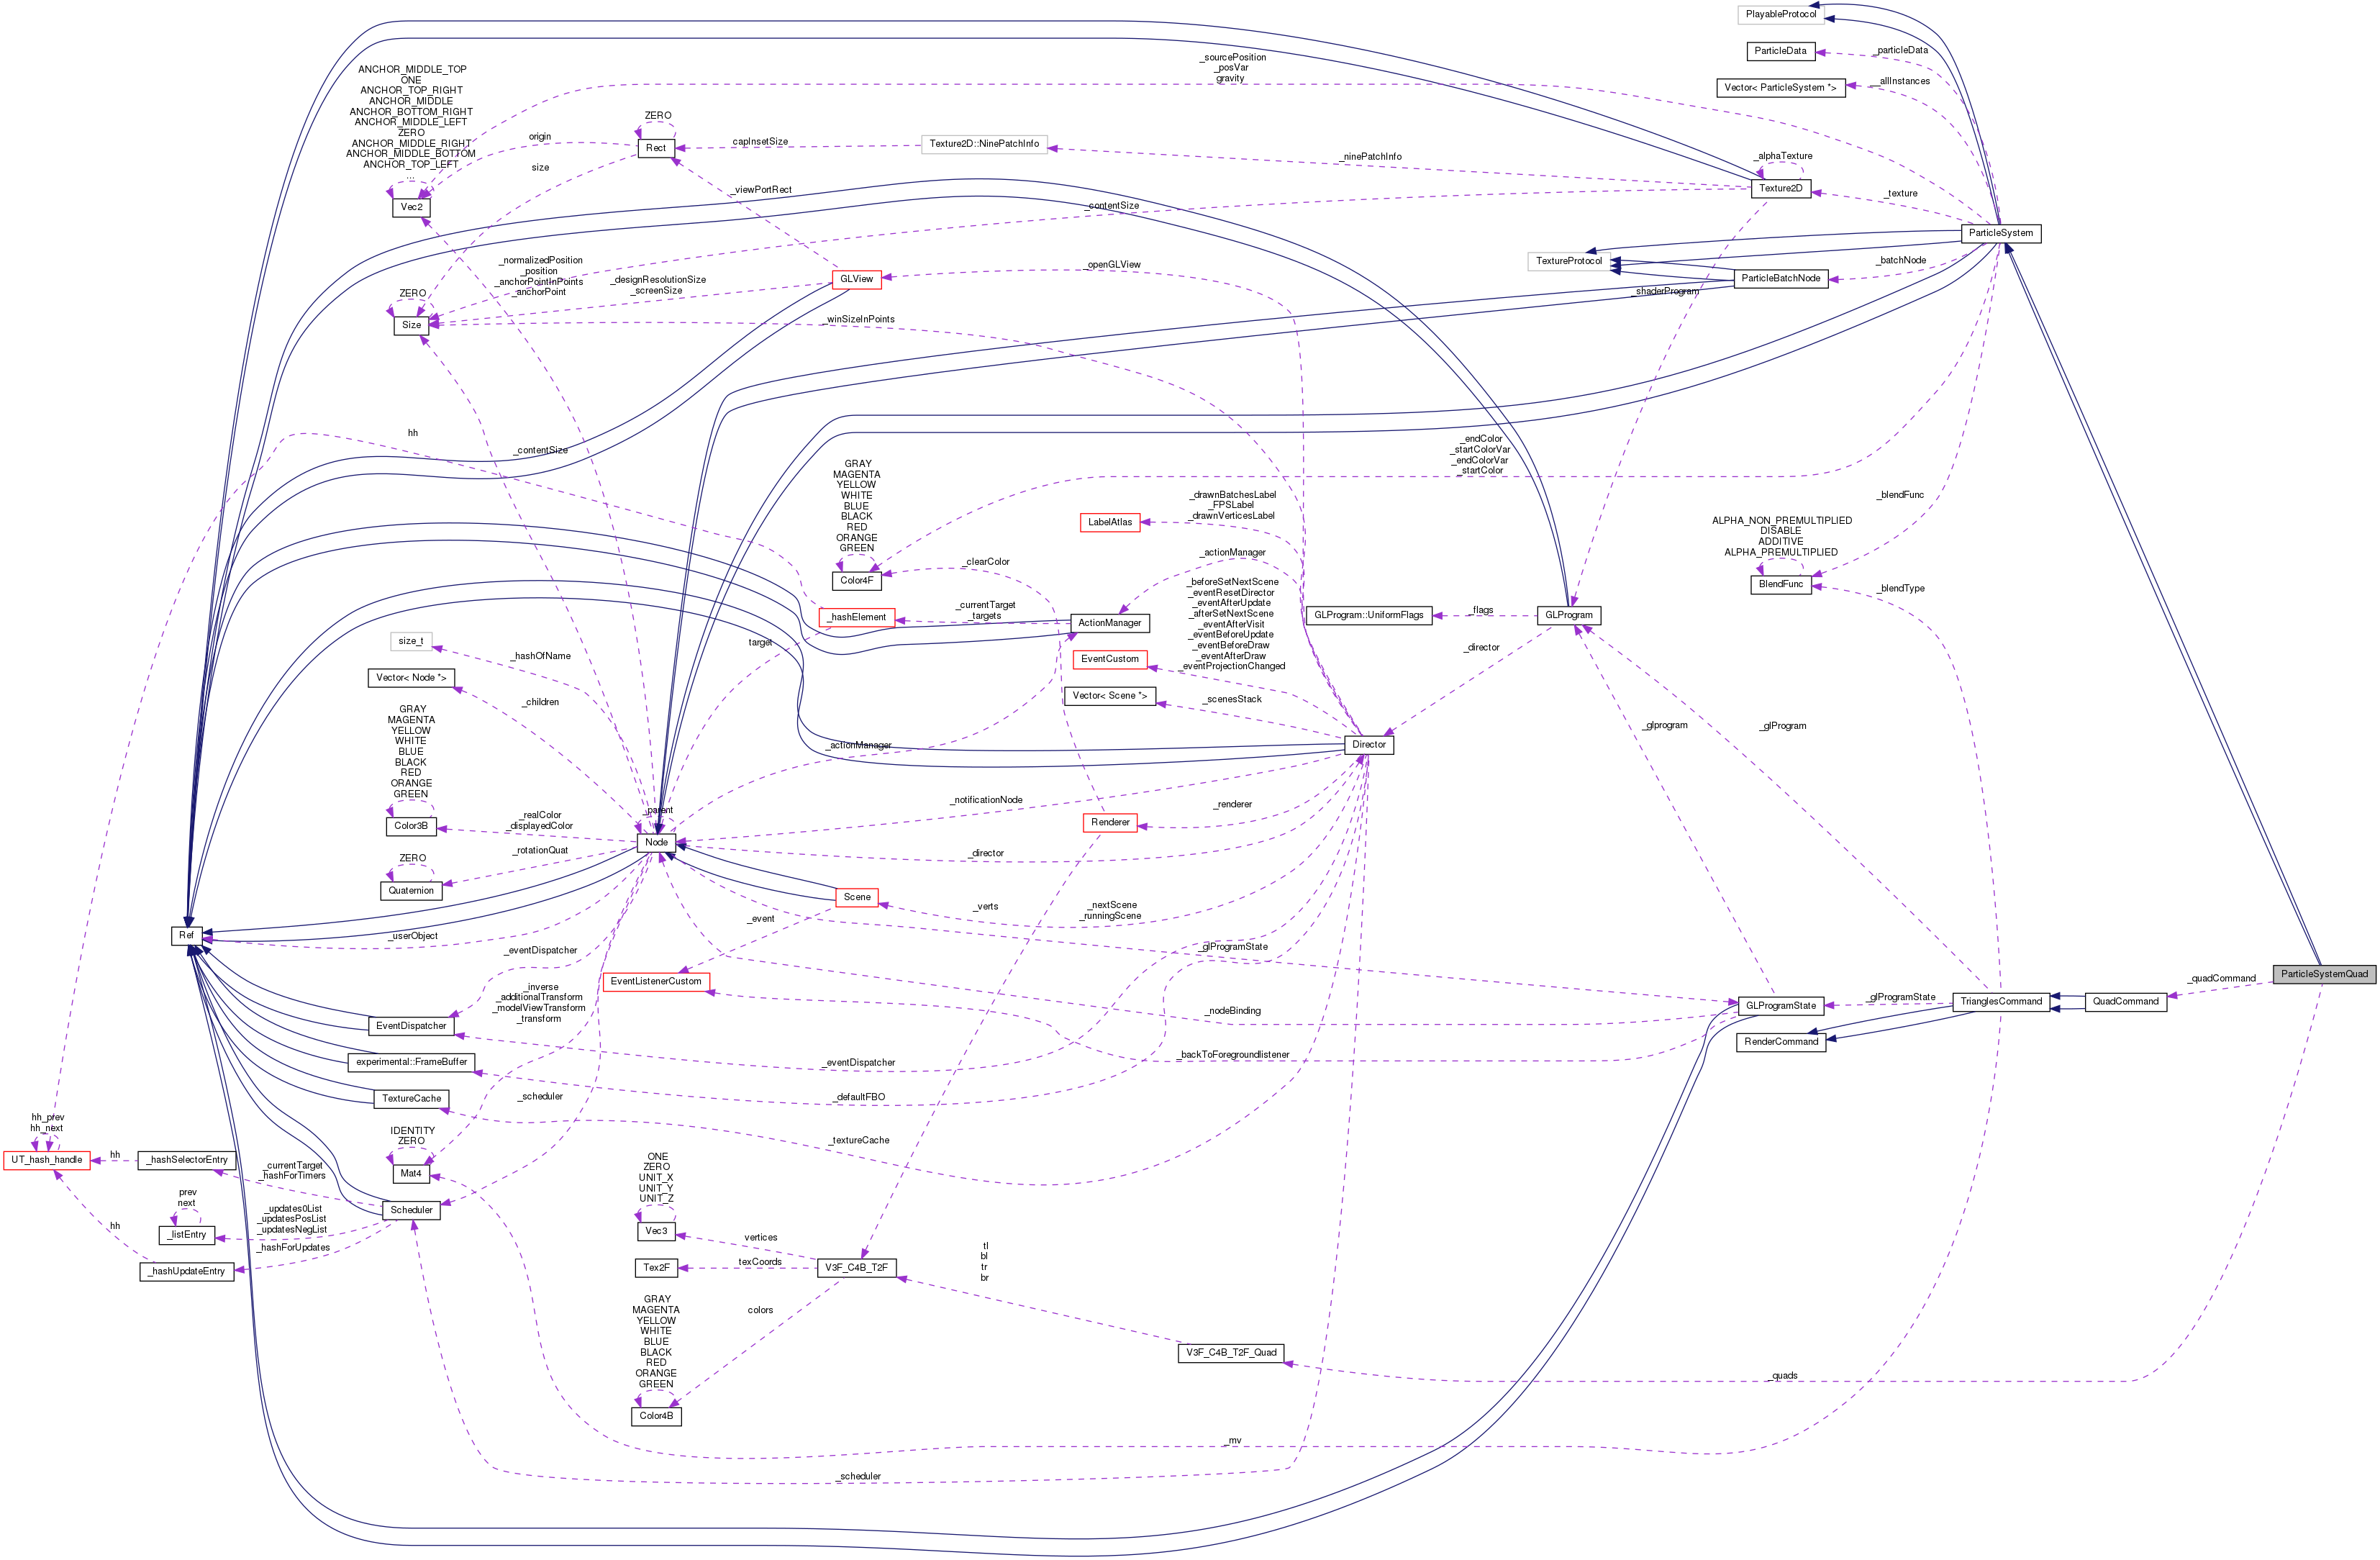 PlayableProtocol
ParticleData
_particleData
Vector< ParticleSystem *>
_allInstances
_sourcePosition
_posVar
gravity
ANCHOR_MIDDLE_TOP
ONE
ANCHOR_TOP_RIGHT
ANCHOR_MIDDLE
ANCHOR_BOTTOM_RIGHT
ANCHOR_MIDDLE_LEFT
ZERO
ANCHOR_MIDDLE_RIGHT
ANCHOR_MIDDLE_BOTTOM
ANCHOR_TOP_LEFT
...
Vec2
origin
size
ZERO
Rect
capInsetSize
Texture2D::NinePatchInfo
_ninePatchInfo
_alphaTexture
Texture2D
_texture
_viewPortRect
_contentSize
ParticleSystem
_normalizedPosition
_position
_anchorPointInPoints
_anchorPoint
ZERO
Size
_designResolutionSize
_screenSize
GLView
_openGLView
TextureProtocol
ParticleBatchNode
_batchNode
_shaderProgram
_winSizeInPoints
hh
_contentSize
_endColor
_startColorVar
_endColorVar
_startColor
GRAY
MAGENTA
YELLOW
WHITE
BLUE
BLACK
RED
ORANGE
GREEN
Color4F
_clearColor
LabelAtlas
_drawnBatchesLabel
_FPSLabel
_drawnVerticesLabel
_blendFunc
ALPHA_NON_PREMULTIPLIED
DISABLE
ADDITIVE
ALPHA_PREMULTIPLIED
BlendFunc
_blendType
_actionManager
_beforeSetNextScene
_eventResetDirector
_eventAfterUpdate
_afterSetNextScene
_eventAfterVisit
_eventBeforeUpdate
_eventBeforeDraw
_eventAfterDraw
_eventProjectionChanged
_hashElement
_currentTarget
_targets
ActionManager
GLProgram::UniformFlags
_flags
GLProgram
size_t
_hashOfName
target
EventCustom
_director
Vector< Node *>
_children
Vector< Scene *>
_scenesStack
GRAY
MAGENTA
YELLOW
WHITE
BLUE
BLACK
RED
ORANGE
GREEN
Color3B
_realColor
_displayedColor
_actionManager
Director
_glprogram
_glProgram
_parent
Node
_notificationNode
_renderer
Renderer
_director
ZERO
Quaternion
_rotationQuat
Scene
_event
_verts
_nextScene
_runningScene
Ref
_userObject
_eventDispatcher
_glProgramState
EventListenerCustom
_inverse
_additionalTransform
_modelViewTransform
_transform
EventDispatcher
experimental::FrameBuffer
TextureCache
_nodeBinding
_backToForegroundlistener
GLProgramState
_glProgramState
TrianglesCommand
QuadCommand
_quadCommand
ParticleSystemQuad
RenderCommand
_eventDispatcher
_defaultFBO
_textureCache
_scheduler
hh_prev
hh_next
UT_hash_handle
hh
_hashSelectorEntry
_currentTarget
_hashForTimers
IDENTITY
ZERO
Mat4
prev
next
_listEntry
_updates0List
_updatesPosList
_updatesNegList
Scheduler
hh
_hashUpdateEntry
_hashForUpdates
ONE
ZERO
UNIT_X
UNIT_Y
UNIT_Z
Vec3
vertices
Tex2F
texCoords
V3F_C4B_T2F
tl
bl
tr
br
colors
GRAY
MAGENTA
YELLOW
WHITE
BLUE
BLACK
RED
ORANGE
GREEN
Color4B
V3F_C4B_T2F_Quad
_quads
_mv
_scheduler